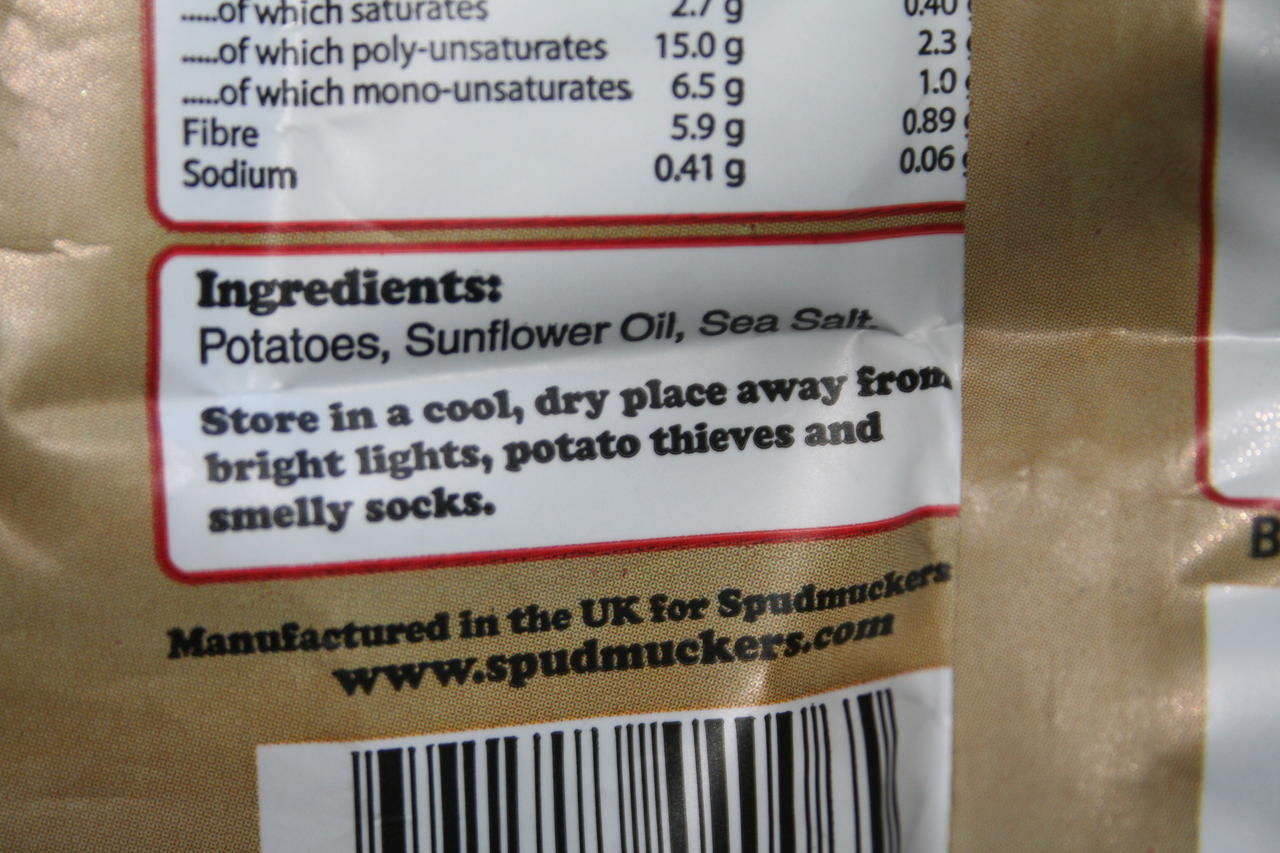 .....of which saturates 2.7 g 0.40
.....of which poly-unsaturates 15.0 g 2.3
.....of which mono-unsaturates 6.5 g 1.0
Fibre 5.9 g 0.89
Sodium 0.41 g 0.06
Ingredients:
Potatoes, Sunflower Oil, Sea Salt.
Store in a cool, dry place away from
bright lights, potato thieves and
smelly socks.
Manufactured in the UK for Spudmuckers
www.spudmuckers.com
B